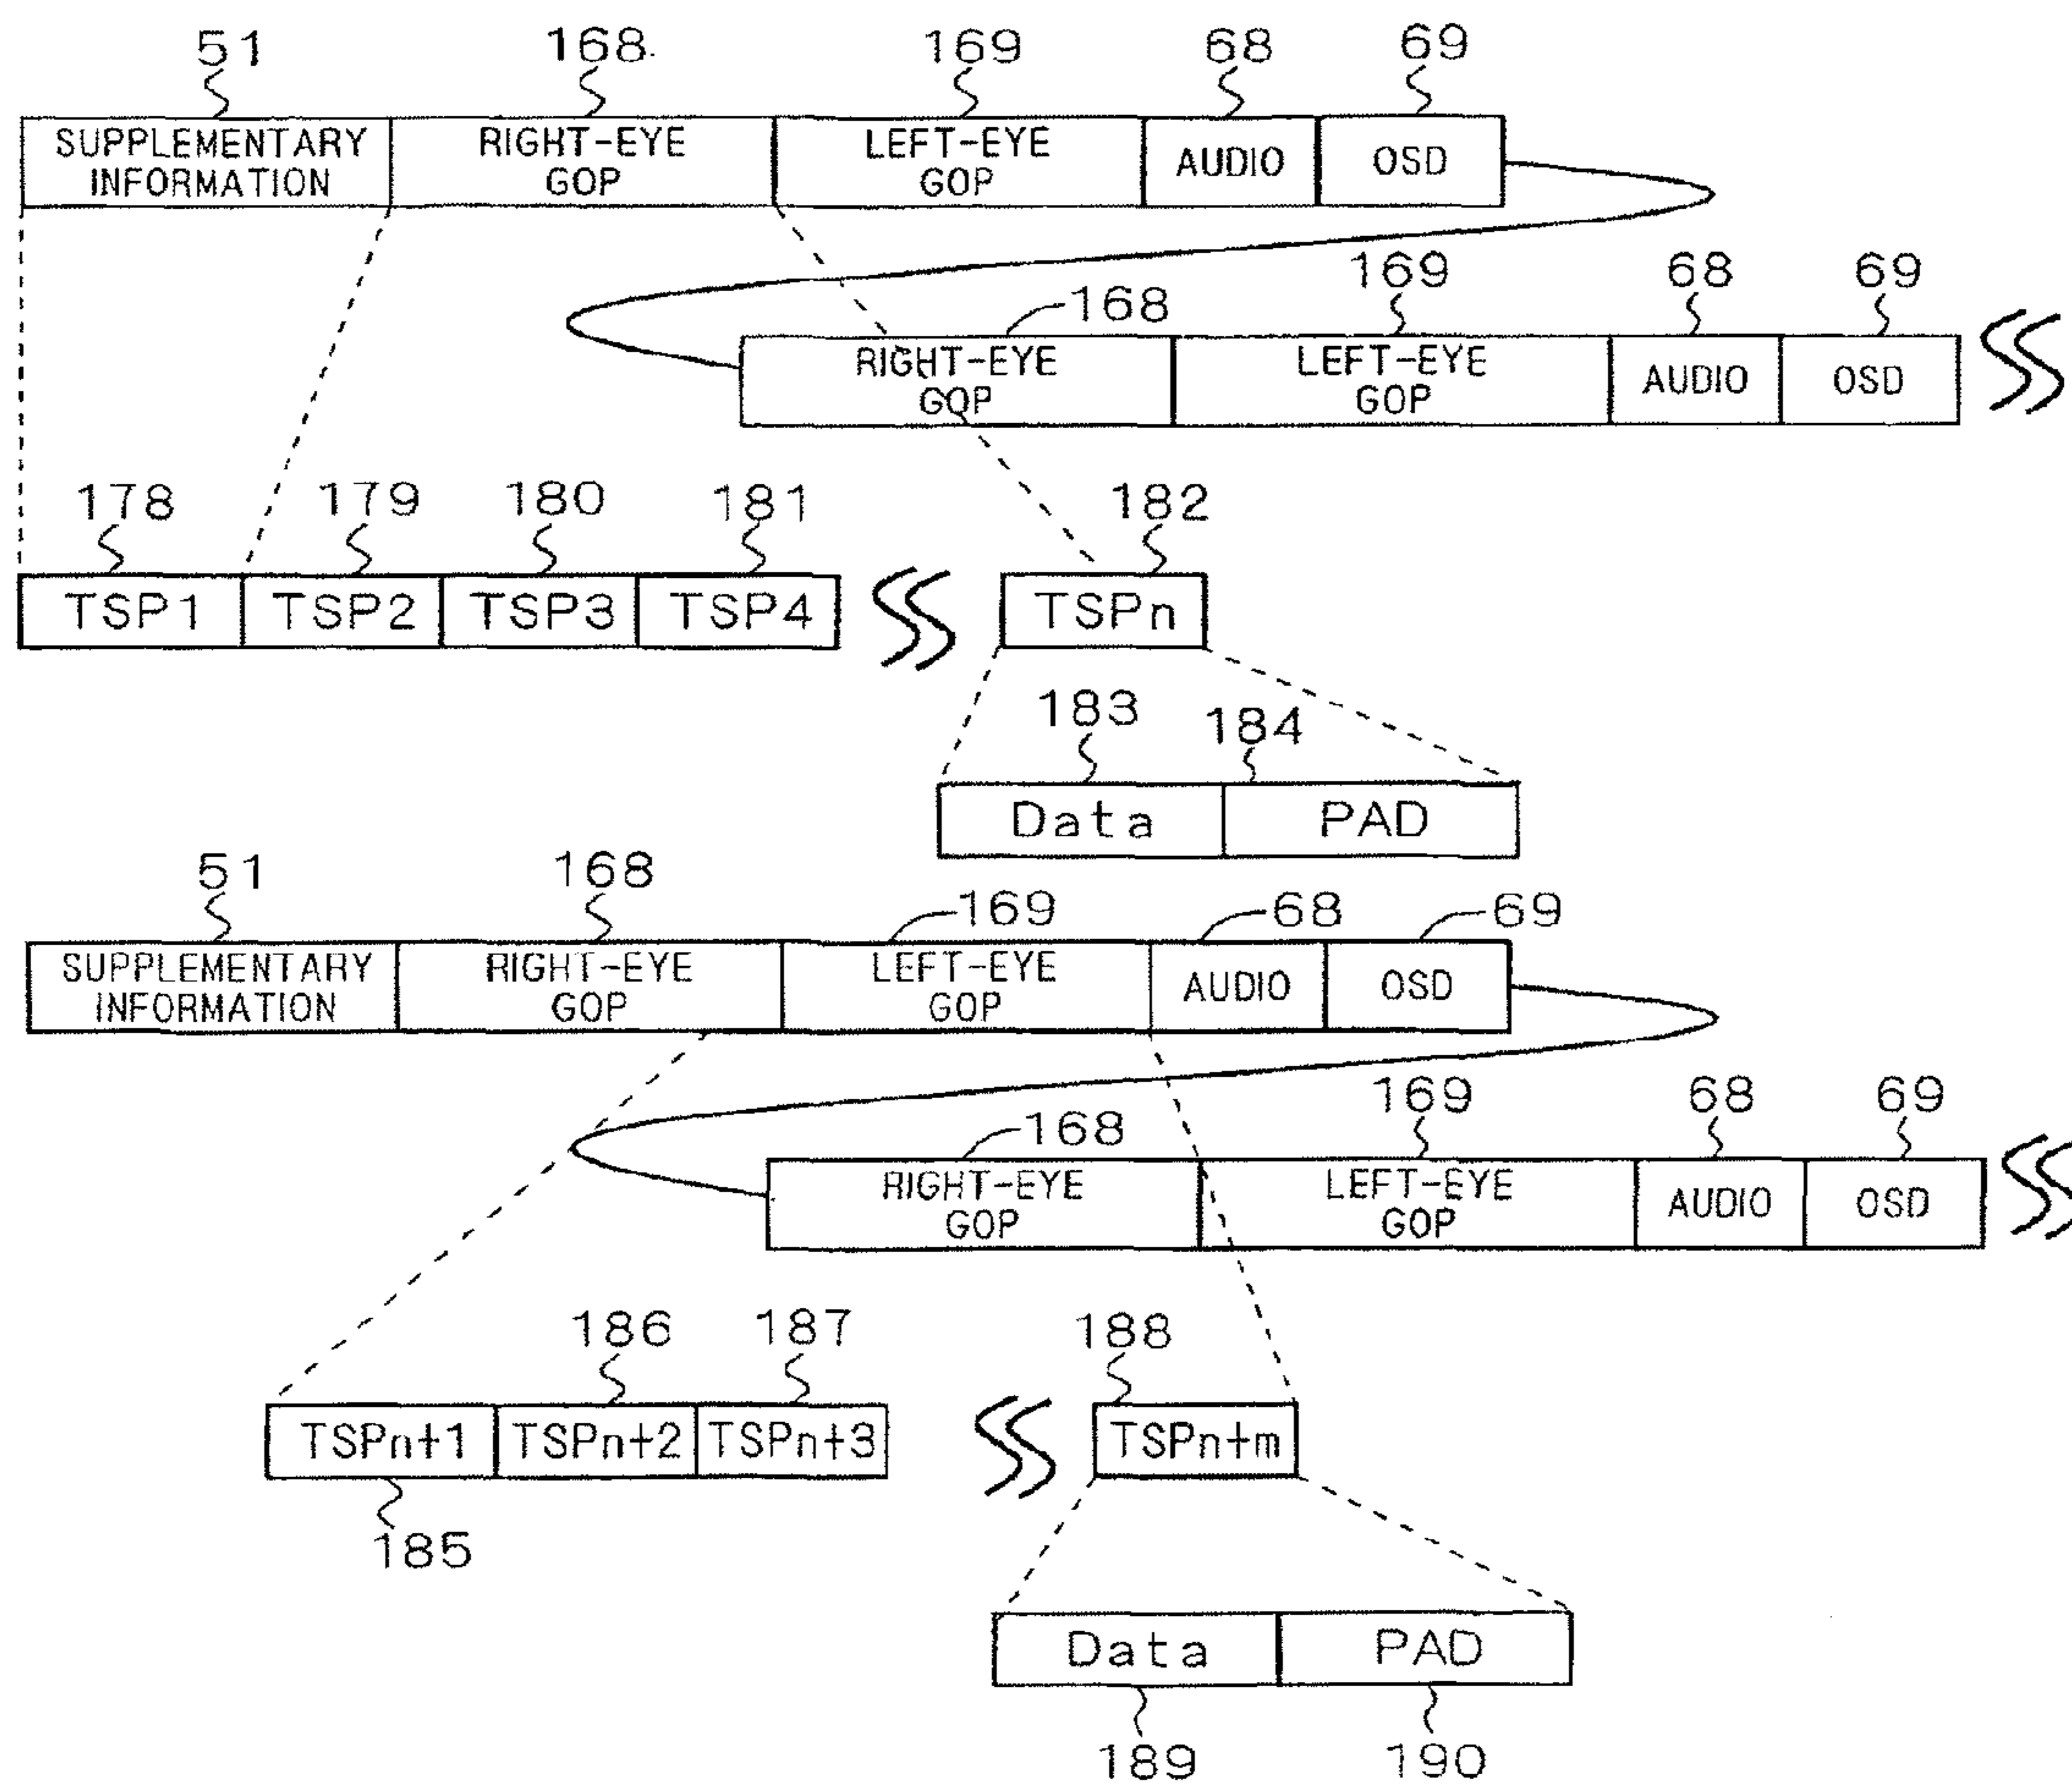 51 168 169 68 69
SUPPLEMENTARY INFORMATION RIGHT-EYE GOP LEFT-EYE GOP AUDIO OSD
168 169 68 69
RIGHT-EYE GOP LEFT-EYE GOP AUDIO OSD
178 179 180 181 182
TSP1 TSP2 TSP3 TSP4 TSPn
183 184
Data PAD
51 168 169 68 69
SUPPLEMENTARY INFORMATION RIGHT-EYE GOP LEFT-EYE GOP AUDIO OSD
168 169 68 69
RIGHT-EYE GOP LEFT-EYE GOP AUDIO OSD
186 187 188
TSPn+1 TSPn+2 TSPn+3 TSPn+m
185
Data PAD
189 190